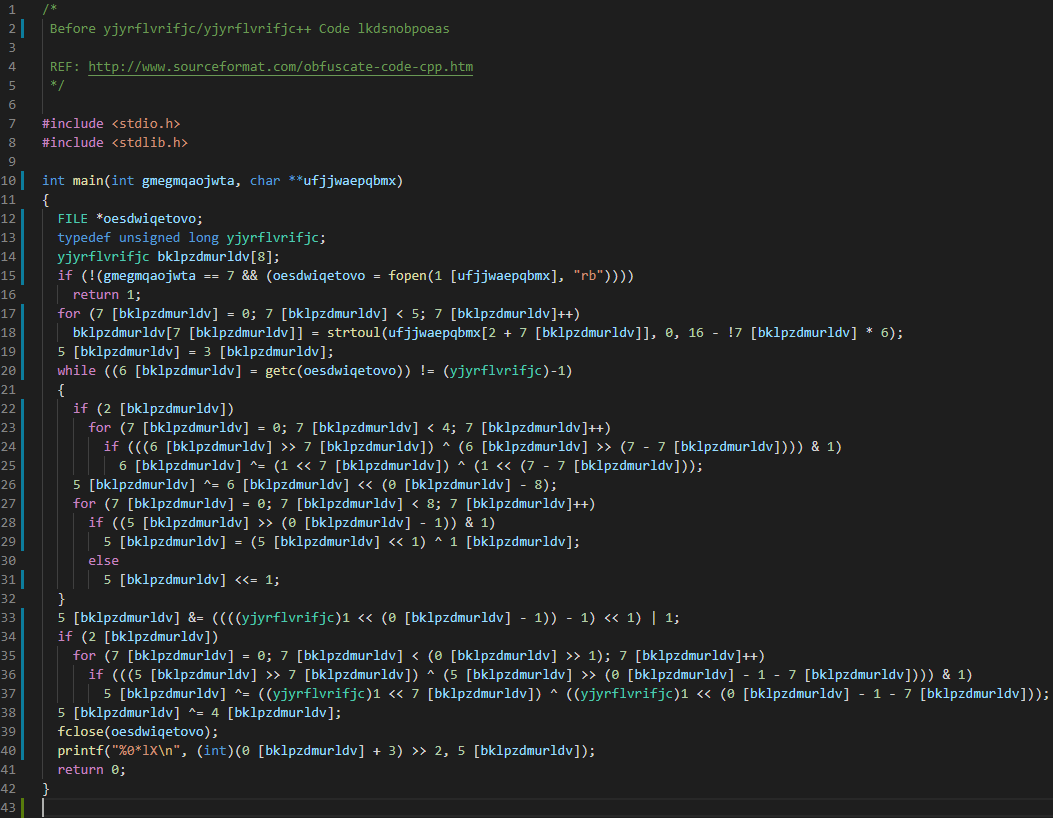 1 /*
2 Before yjyrflvrifjc/yjyrflvrifjc++ Code lkdsnobpoeas
3
4 REF: http://www.sourceformat.com/obfuscate-code-cpp.htm
5 */
6
7 #include <stdio.h>
8 #include <stdlib.h>
9
10 int main(int gmegmqaojwta, char **ufjjwaepqbmx)
11 {
12 FILE *oesdwiqetovo;
13 typedef unsigned long yjyrflvrifjc;
14 yjyrflvrifjc bklpzdmurldv[8];
15 if (!(gmegmqaojwta == 7 && (oesdwiqetovo = fopen(1 [ufjjwaepqbmx], "rb"))))
16 return 1;
17 for (7 [bklpzdmurldv] = 0; 7 [bklpzdmurldv] < 5; 7 [bklpzdmurldv]++)
18 bklpzdmurldv[7 [bklpzdmurldv]] = strtoul(ufjjwaepqbmx[2 + 7 [bklpzdmurldv]], 0, 16 - !7 [bklpzdmurldv] * 6);
19 5 [bklpzdmurldv] = 3 [bklpzdmurldv];
20 while ((6 [bklpzdmurldv] = getc(oesdwiqetovo)) != (yjyrflvrifjc)-1)
21 {
22 if (2 [bklpzdmurldv])
23 for (7 [bklpzdmurldv] = 0; 7 [bklpzdmurldv] < 4; 7 [bklpzdmurldv]++)
24 if (((6 [bklpzdmurldv] >> 7 [bklpzdmurldv]) ^ (6 [bklpzdmurldv] >> (7 - 7 [bklpzdmurldv]))) & 1)
25 6 [bklpzdmurldv] ^= (1 << 7 [bklpzdmurldv]) ^ (1 << (7 - 7 [bklpzdmurldv]));
26 5 [bklpzdmurldv] ^= 6 [bklpzdmurldv] << (0 [bklpzdmurldv] - 8);
27 for (7 [bklpzdmurldv] = 0; 7 [bklpzdmurldv] < 8; 7 [bklpzdmurldv]++)
28 if ((5 [bklpzdmurldv] >> (0 [bklpzdmurldv] - 1)) & 1)
29 5 [bklpzdmurldv] = (5 [bklpzdmurldv] << 1) ^ 1 [bklpzdmurldv];
30 else
31 5 [bklpzdmurldv] <<= 1;
32 }
33 5 [bklpzdmurldv] &= ((((yjyrflvrifjc)1 << (0 [bklpzdmurldv] - 1)) - 1) << 1) | 1;
34 if (2 [bklpzdmurldv])
35 for (7 [bklpzdmurldv] = 0; 7 [bklpzdmurldv] < (0 [bklpzdmurldv] >> 1); 7 [bklpzdmurldv]++)
36 if (((5 [bklpzdmurldv] >> 7 [bklpzdmurldv]) ^ (5 [bklpzdmurldv] >> (0 [bklpzdmurldv] - 1 - 7 [bklpzdmurldv]))) & 1)
37 5 [bklpzdmurldv] ^= ((yjyrflvrifjc)1 << 7 [bklpzdmurldv]) ^ ((yjyrflvrifjc)1 << (0 [bklpzdmurldv] - 1 - 7 [bklpzdmurldv]));
38 5 [bklpzdmurldv] ^= 4 [bklpzdmurldv];
39 fclose(oesdwiqetovo);
40 printf("%0*lX\n", (int)(0 [bklpzdmurldv] + 3) >> 2, 5 [bklpzdmurldv]);
41 return 0;
42 }
43